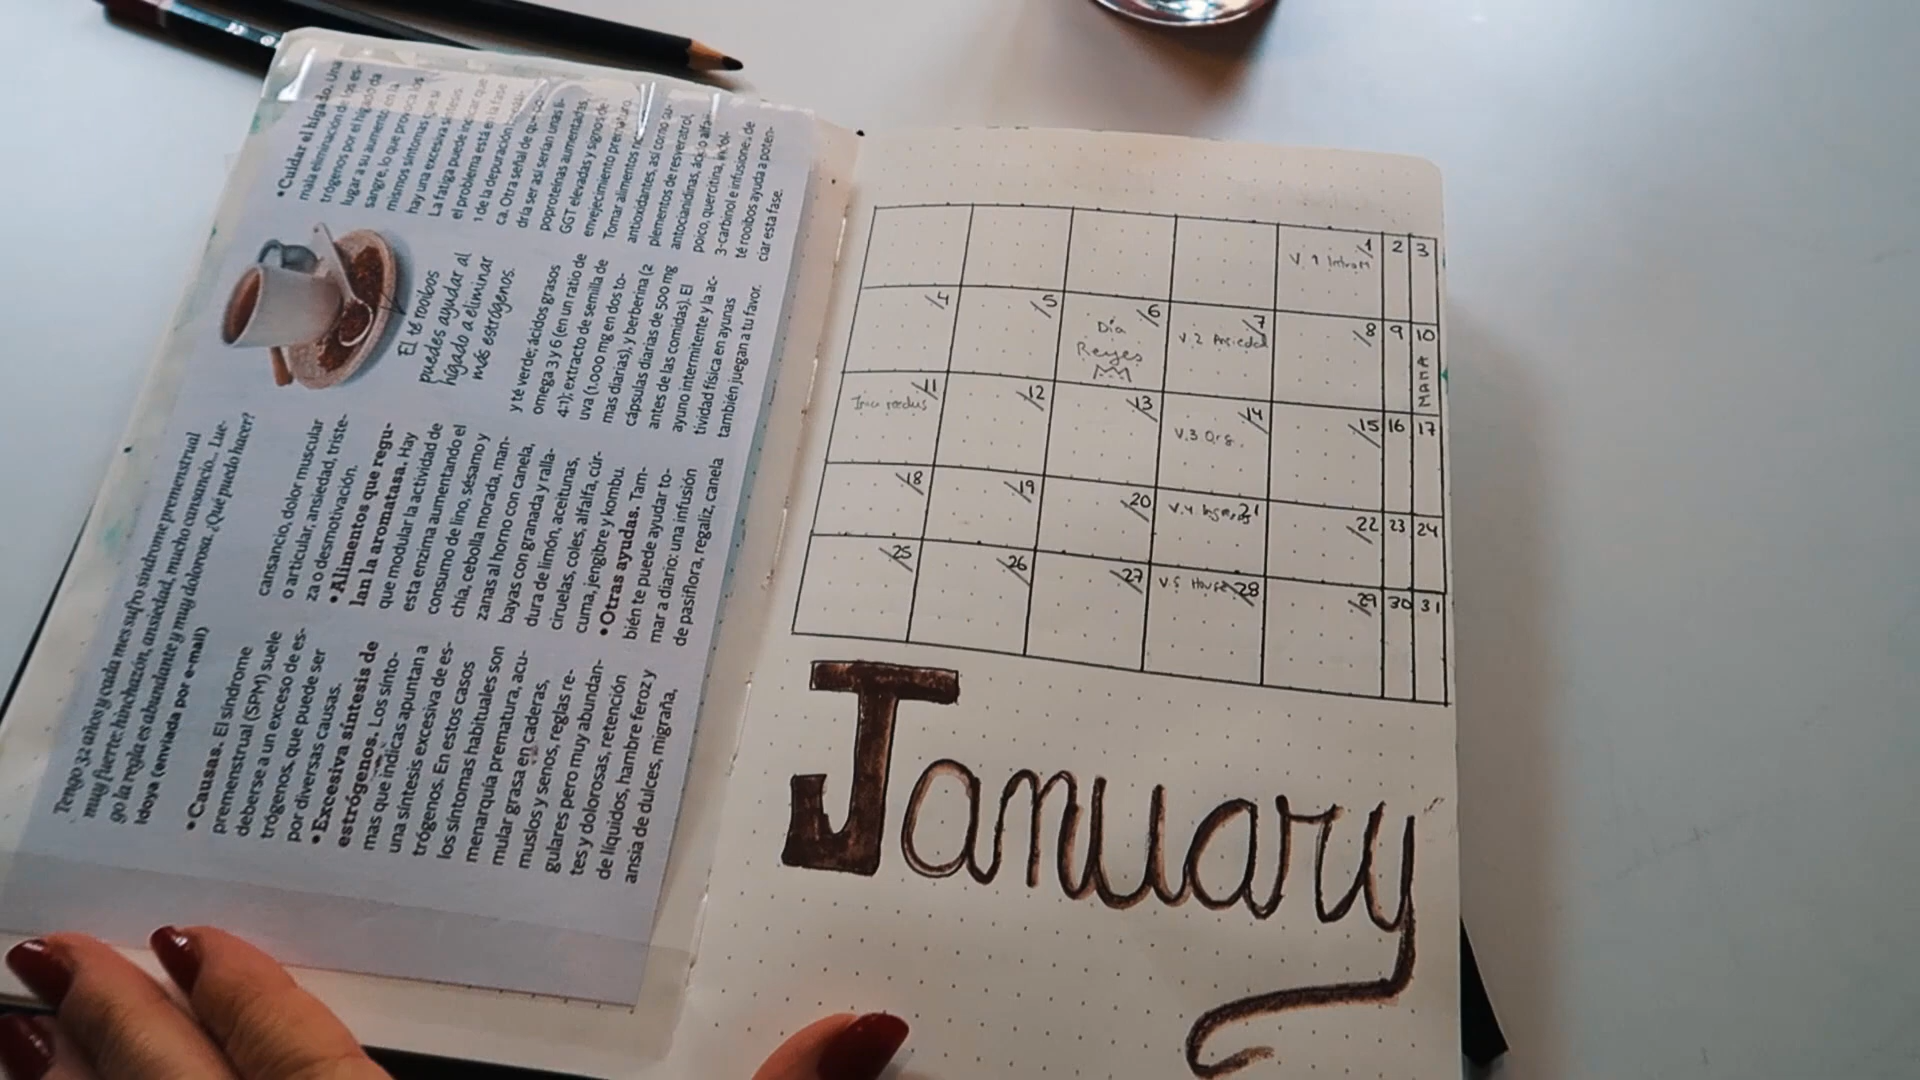 Tengo 32 años y cada mes sufro síndrome premenstrual
muy fuerte: hinchazón, ansiedad, mucho cansancio... Lue-
go la regla es abundante y muy dolorosa. ¿Qué puedo hacer?
Idoya (enviada por e-mail)
•Causas. El síndrome
premenstrual (SPM) suele
deberse a un exceso de es-
trógenos, que puede ser
por diversas causas.
•Excesiva síntesis de
estrógenos. Los sínto-
mas que indicas apuntan a
una síntesis excesiva de es-
trógenos. En estos casos
los síntomas habituales son
menarquía prematura, acu-
mular grasa en caderas,
muslos y senos, reglas re-
gulares pero muy abundan-
tes y dolorosas, retención
de líquidos, hambre feroz y
ansia de dulces, migraña,
cansancio, dolor muscular
o articular, ansiedad, triste-
za o desmotivación.
•Alimentos que regu-
lan la aromatasa. Hay
que modular la actividad de
esta enzima aumentando el
consumo de lino, sésamo y
chía, cebolla morada, man-
zanas al horno con canela,
bayas con granada y ralla-
dura de limón, aceitunas,
ciruelas, coles, alfalfa, cúr-
cuma, jengibre y kombu.
•Otras ayudas. Tam-
bién te puede ayudar to-
mar a diario: una infusión
de pasiflora, regaliz, canela
y té verde; ácidos grasos
omega 3 y 6 (en un ratio de
4:1); extracto de semilla de
uva (1.000 mg en dos to-
mas diarias), y berberina (2
cápsulas diarias de 500 mg
antes de las comidas). El
ayuno intermitente y la ac-
tividad física en ayunas
también juegan a tu favor.
El té rooibos
puedes ayudar al
hígado a eliminar
más estrógenos.
•Cuidar el hígado. Una
mala eliminación de los es-
trógenos por el hígado da
lugar a su aumento en la
sangre, lo que provoca los
mismos síntomas que si
hay una excesiva síntesis.
La fatiga puede indicar que
el problema está en la fase
1 de la depuración hepáti-
ca. Otra señal de que po-
dría ser así serían unas li-
poproteínas aumentadas,
GGT elevadas y signos de
envejecimiento prematuro.
Tomar alimentos
antioxidantes, así como su-
plementos de resveratrol,
antocianidinas, ácido alfa
poico, quercitina, indol-
3-carbinol e infusiones de
té rooibos ayuda a poten-
ciar esta fase.
1 2 3
V. 1
4 5 6 7 8 9 10
Día
Reyes
V.2 Ansiedad
MaMa
11 12 13 14 15 16 17
V.3 Org.
18 19 20 21 22 23 24
V.4
25 26 27 28 29 30 31
V.5 House
January